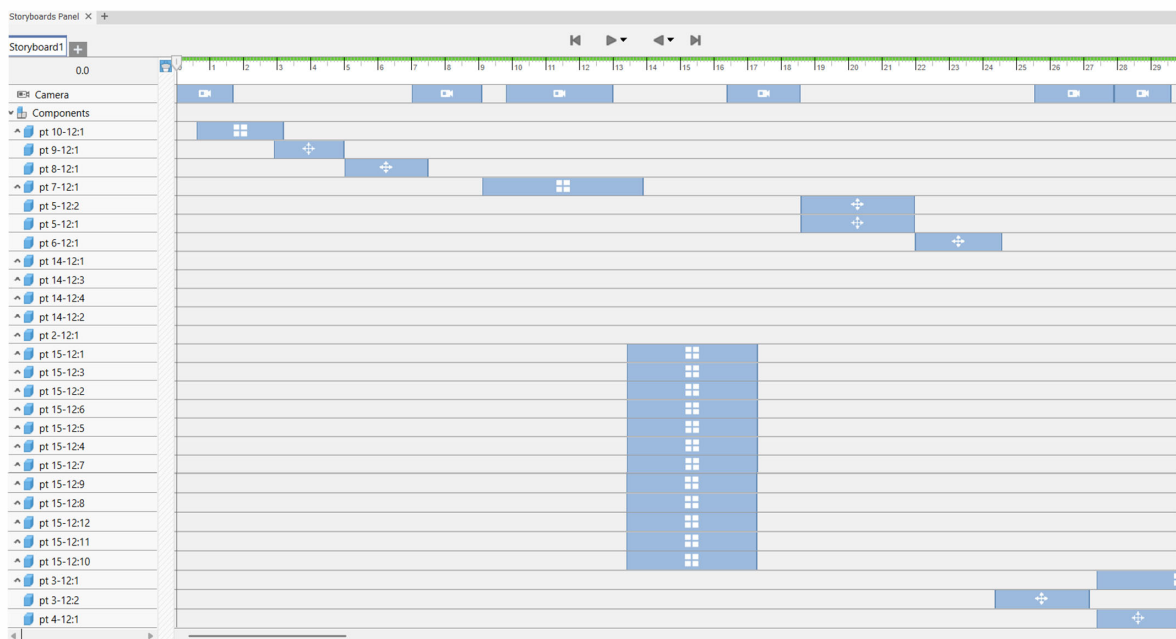 Storyboards Panel × +
Storyboard1 +
0.0
1 2 3 4 5 6 7 8 9 10 11 12 13 14 15 16 17 18 19 20 21 22 23 24 25 26 27 28 29
Camera
Components
pt 10-12:1
pt 9-12:1
pt 8-12:1
pt 7-12:1
pt 5-12:2
pt 5-12:1
pt 6-12:1
pt 14-12:1
pt 14-12:3
pt 14-12:4
pt 14-12:2
pt 2-12:1
pt 15-12:1
pt 15-12:3
pt 15-12:2
pt 15-12:6
pt 15-12:5
pt 15-12:4
pt 15-12:7
pt 15-12:9
pt 15-12:8
pt 15-12:12
pt 15-12:11
pt 15-12:10
pt 3-12:1
pt 3-12:2
pt 4-12:1